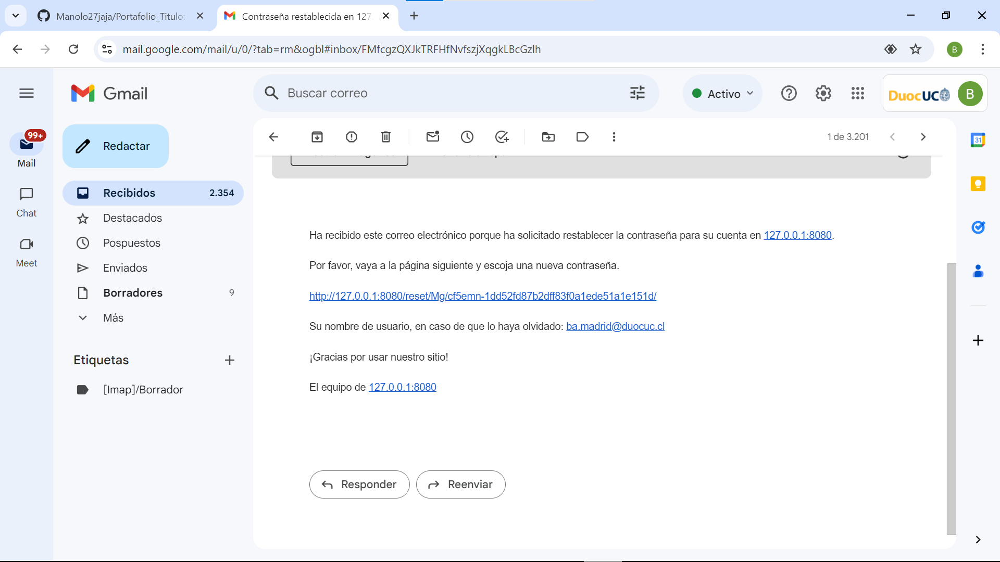 Manolo27jaja/Portafolio_Titulo:
Contraseña restablecida en 127.
mail.google.com/mail/u/0/?tab=rm&ogbl#inbox/FMfcgzQXJkTRFHfNvfszjXqgkLBcGzlh
B
Gmail
Buscar correo
Activo
DuocUC
B
99+
Mail
Chat
Meet
Redactar
Recibidos 2.354
Destacados
Pospuestos
Enviados
Borradores 9
Más
Etiquetas
[Imap]/Borrador
1 de 3.201
31
Ha recibido este correo electrónico porque ha solicitado restablecer la contraseña para su cuenta en 127.0.0.1:8080.
Por favor, vaya a la página siguiente y escoja una nueva contraseña.
http://127.0.0.1:8080/reset/Mg/cf5emn-1dd52fd87b2dff83f0a1ede51a1e151d/
Su nombre de usuario, en caso de que lo haya olvidado: ba.madrid@duocuc.cl
¡Gracias por usar nuestro sitio!
El equipo de 127.0.0.1:8080
Responder
Reenviar